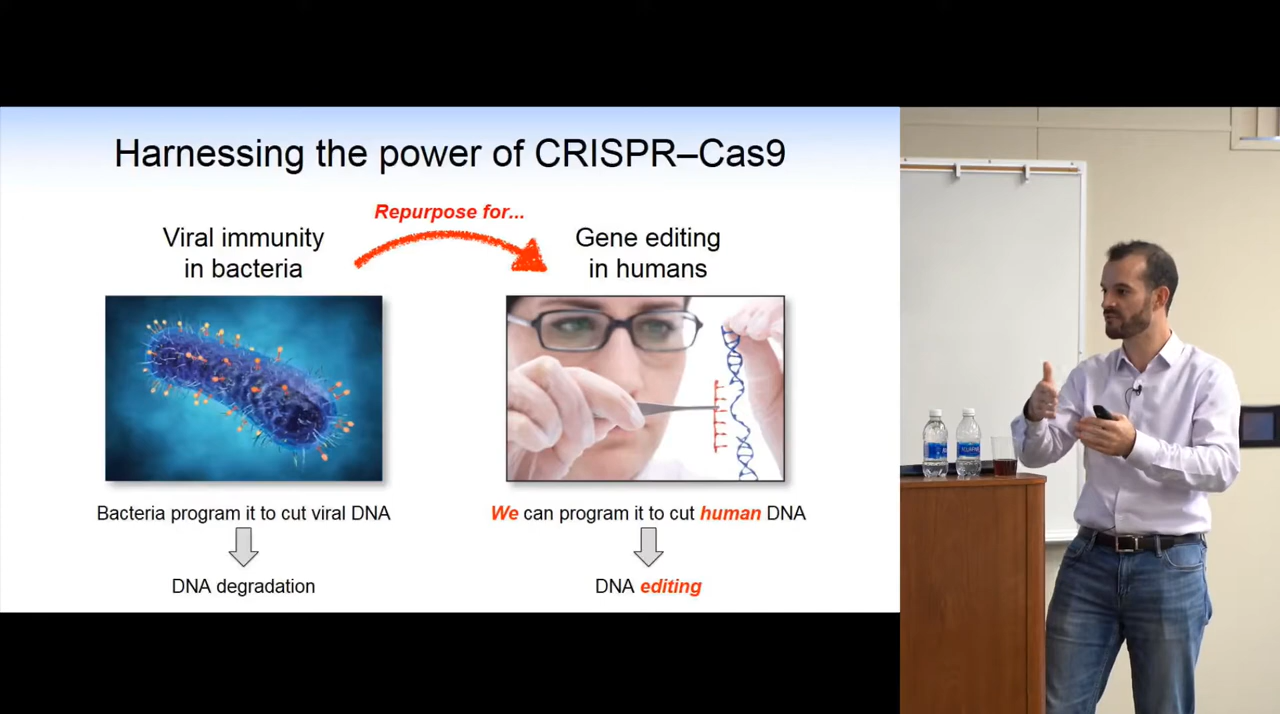 Harnessing the power of CRISPR–Cas9
Repurpose for...
Viral immunity
in bacteria
Gene editing
in humans
Bacteria program it to cut viral DNA
We can program it to cut human DNA
DNA degradation
DNA editing